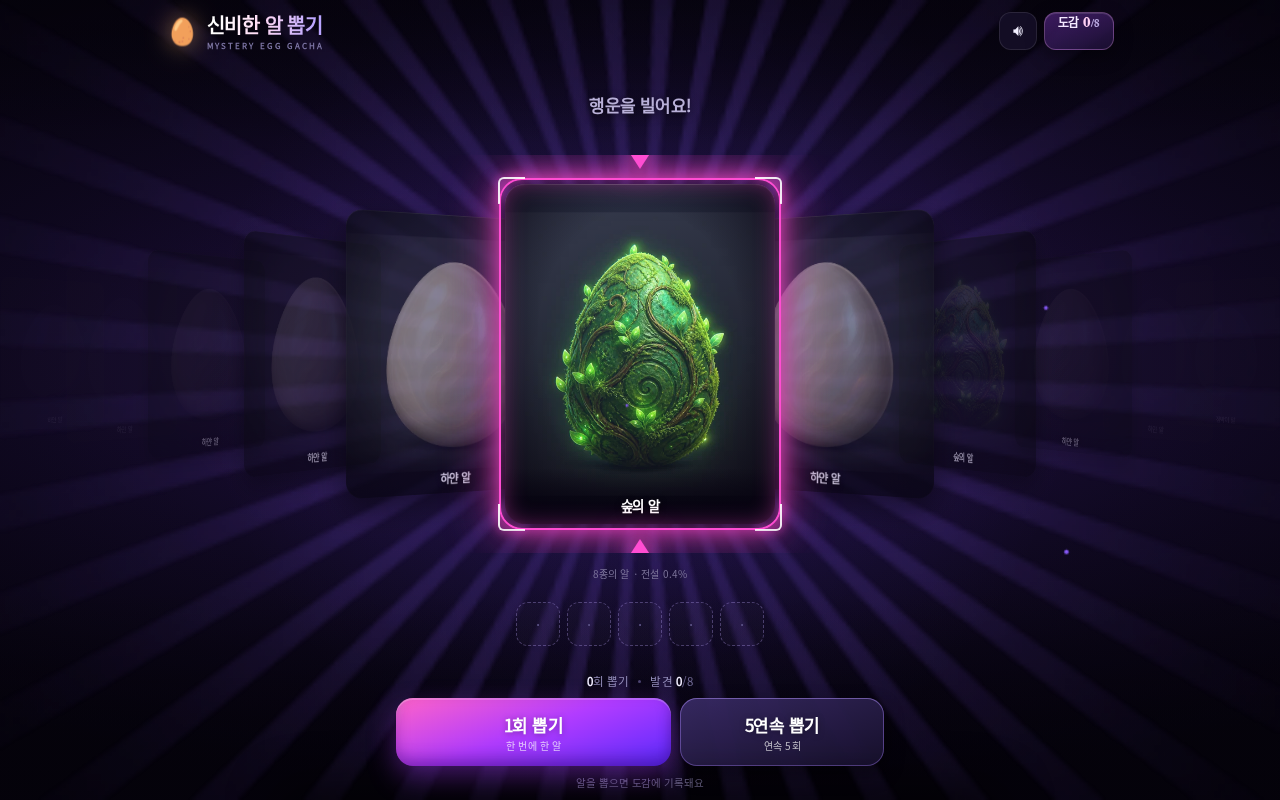 신비한 알 뽑기
MYSTERY EGG GACHA
도감 0/8
행운을 빌어요!
하얀 알
하얀 알
하얀 알
숲의 알
하얀 알
숲의 알
하얀 알
8종의 알 · 전설 0.4%
0회 뽑기 • 발견 0/8
1회 뽑기
한 번에 한 알
5연속 뽑기
연속 5회
알을 뽑으면 도감에 기록돼요